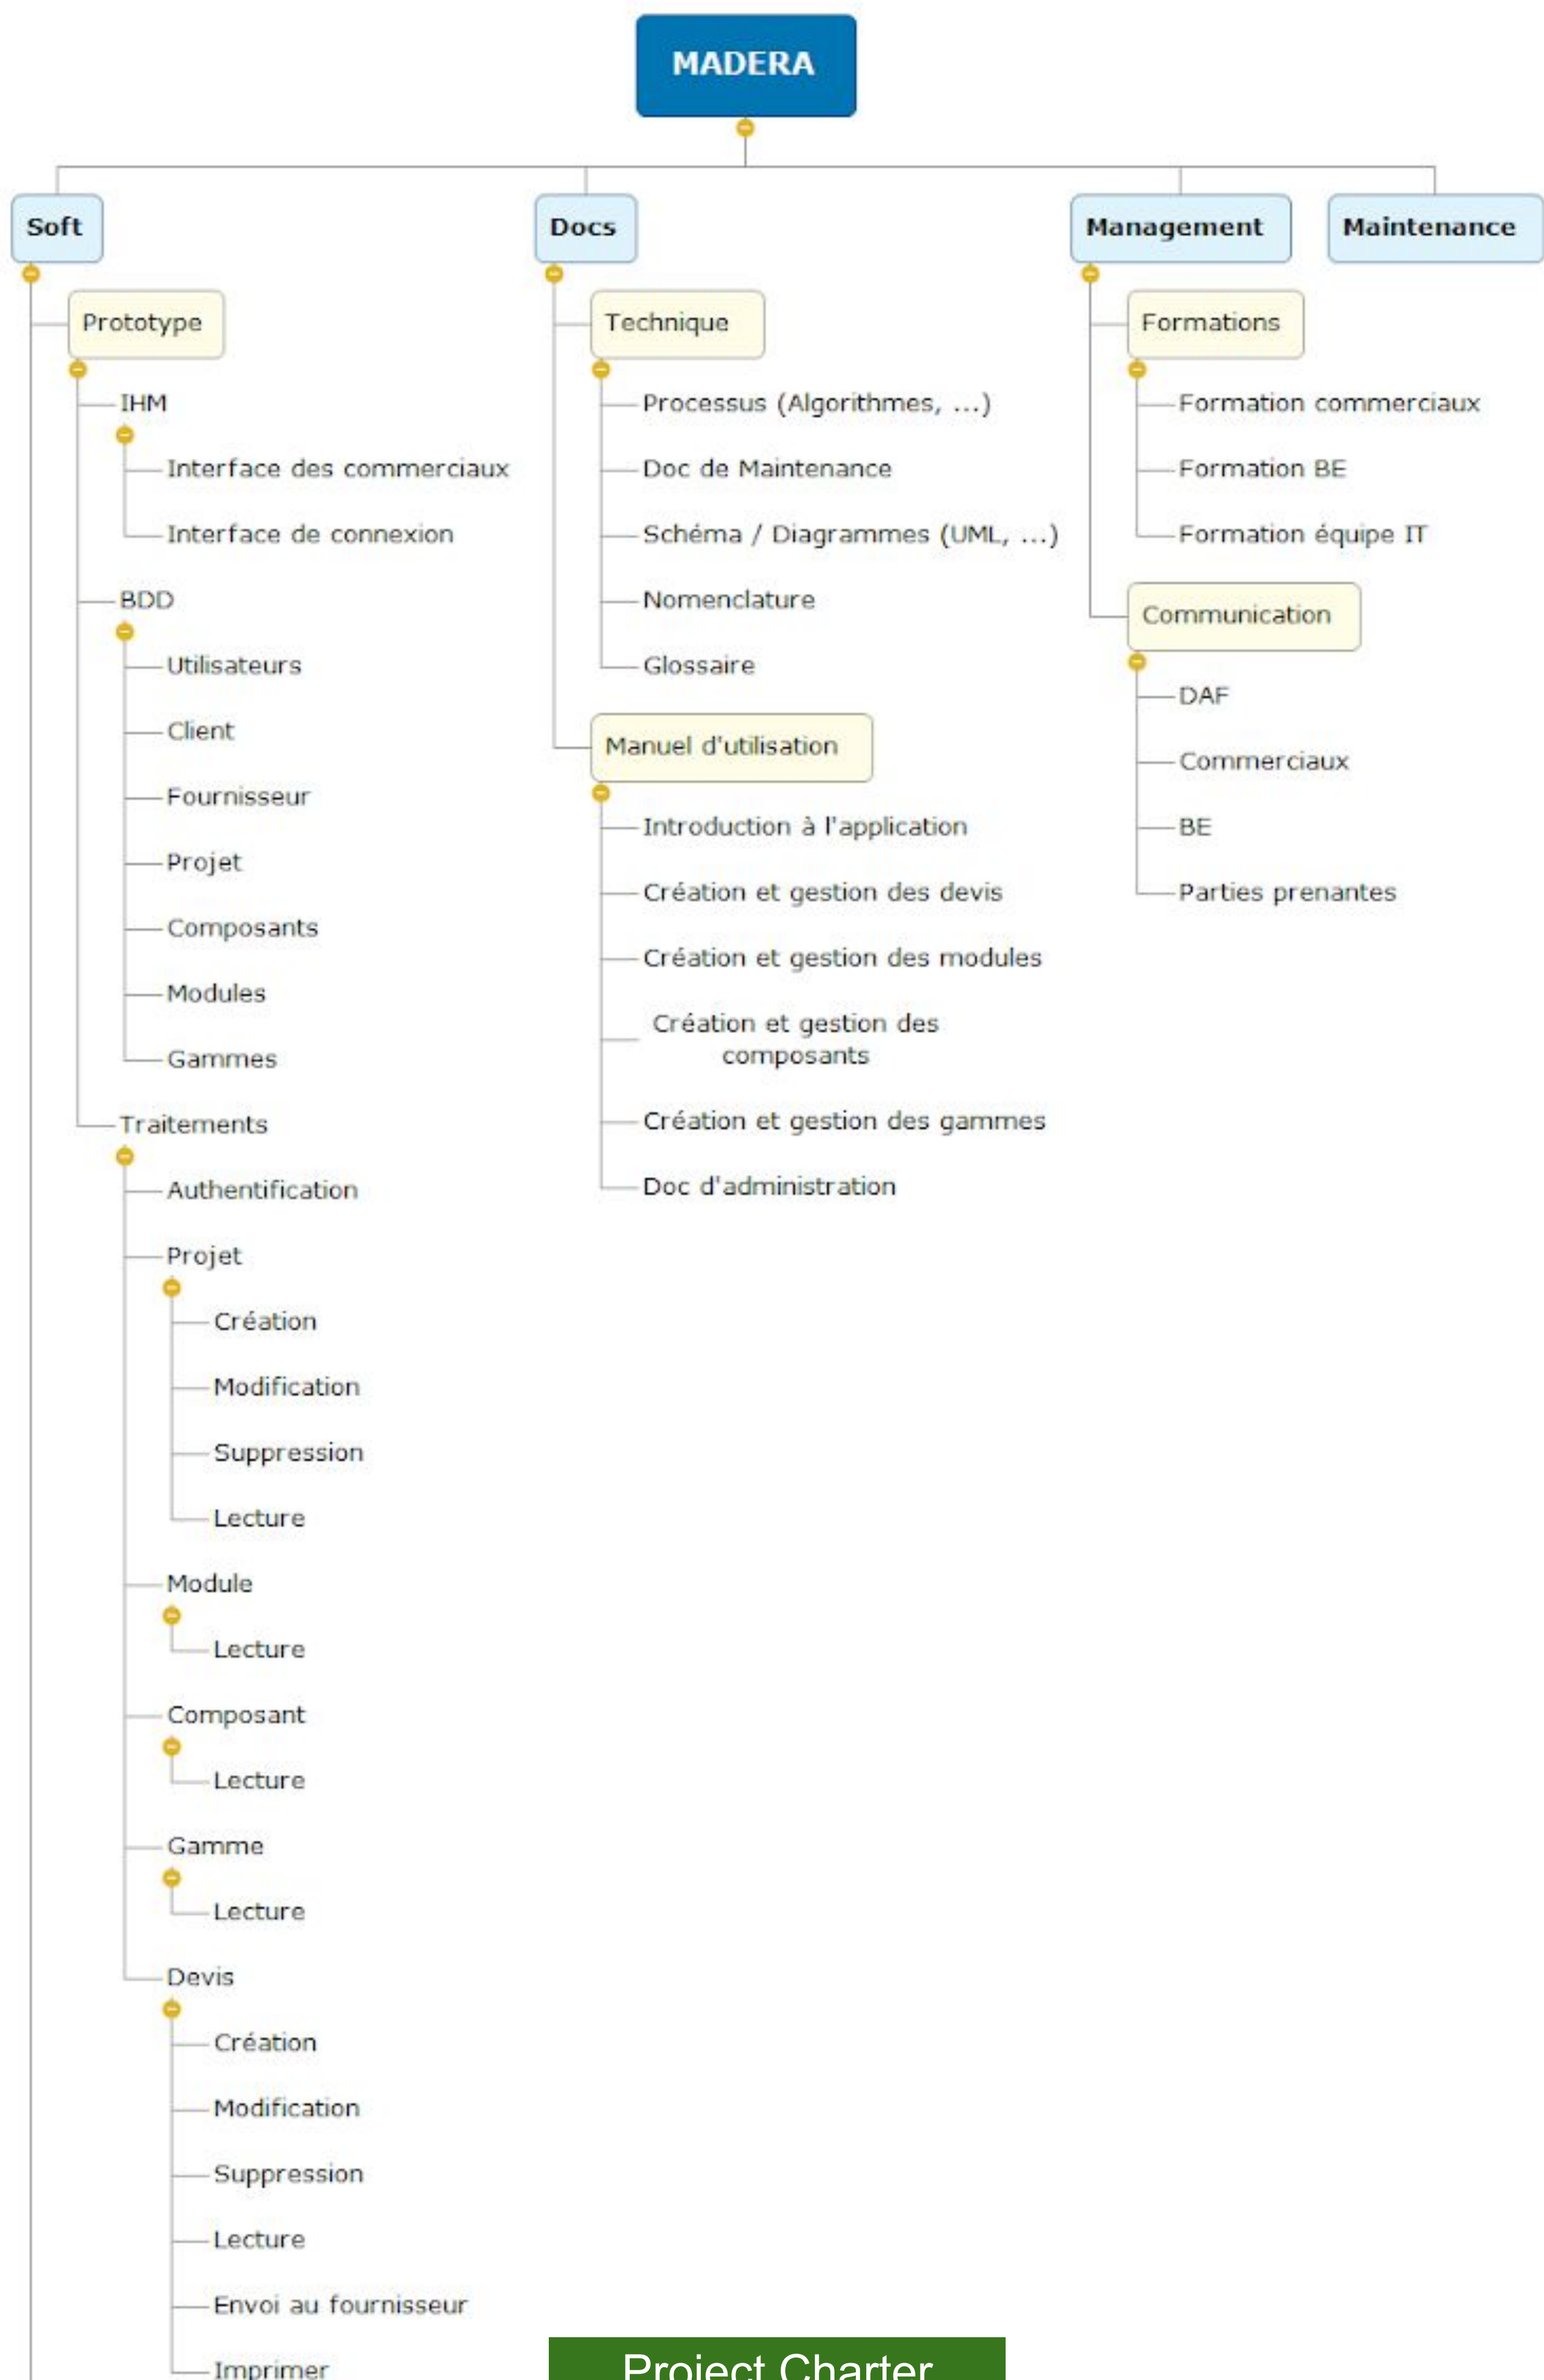 MADERA
Soft
Prototype
IHM
Interface des commerciaux
Interface de connexion
BDD
Utilisateurs
Client
Fournisseur
Projet
Composants
Modules
Gammes
Traitements
Authentification
Projet
Création
Modification
Suppression
Lecture
Module
Lecture
Composant
Lecture
Gamme
Lecture
Devis
Création
Modification
Suppression
Lecture
Envoi au fournisseur
Imprimer
Docs
Technique
Processus (Algorithmes, ...)
Doc de Maintenance
Schéma / Diagrammes (UML, ...)
Nomenclature
Glossaire
Manuel d'utilisation
Introduction à l'application
Création et gestion des devis
Création et gestion des modules
Création et gestion des
composants
Création et gestion des gammes
Doc d'administration
Management
Formations
Formation commerciaux
Formation BE
Formation équipe IT
Communication
DAF
Commerciaux
BE
Parties prenantes
Maintenance
Project Charter